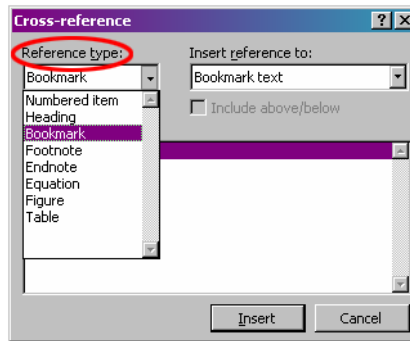 Cross-reference
Reference type: Insert reference to:
Bookmark Bookmark text
Numbered item
Heading
Bookmark
Footnote
Endnote
Equation
Figure
Table
Include above/below
Insert Cancel